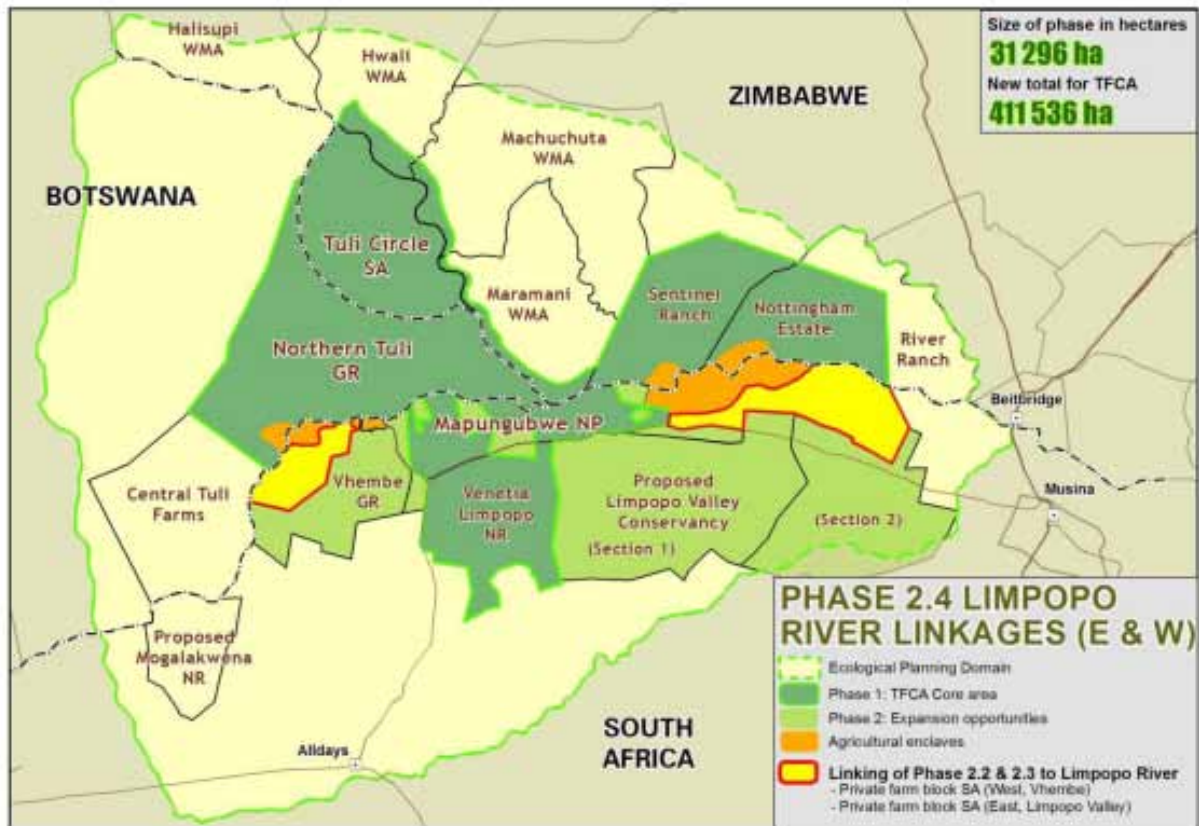 Halisupi
WMA
Hwali
WMA
Size of phase in hectares
31 296 ha
New total for TFCA
411 536 ha
ZIMBABWE
Machuchuta
WMA
BOTSWANA
Tuli Circle
SA
Maramani
WMA
Sentinel
Ranch
Nottingham
Estate
Northern Tuli
GR
River
Ranch
Beitbridge
Mapungubwe NP
Central Tuli
Farms
Vhembe
GR
Venetia
Limpopo
NR
Proposed
Limpopo Valley
Conservancy
(Section 1)
(Section 2)
Musina
Proposed
Mogalakwena
NR
Alldays
SOUTH
AFRICA
PHASE 2.4 LIMPOPO
RIVER LINKAGES (E & W)
Ecological Planning Domain
Phase 1: TFCA Core area
Phase 2: Expansion opportunities
Agricultural enclaves
Linking of Phase 2.2 & 2.3 to Limpopo River
- Private farm block SA (West, Vhembe)
- Private farm block SA (East, Limpopo Valley)